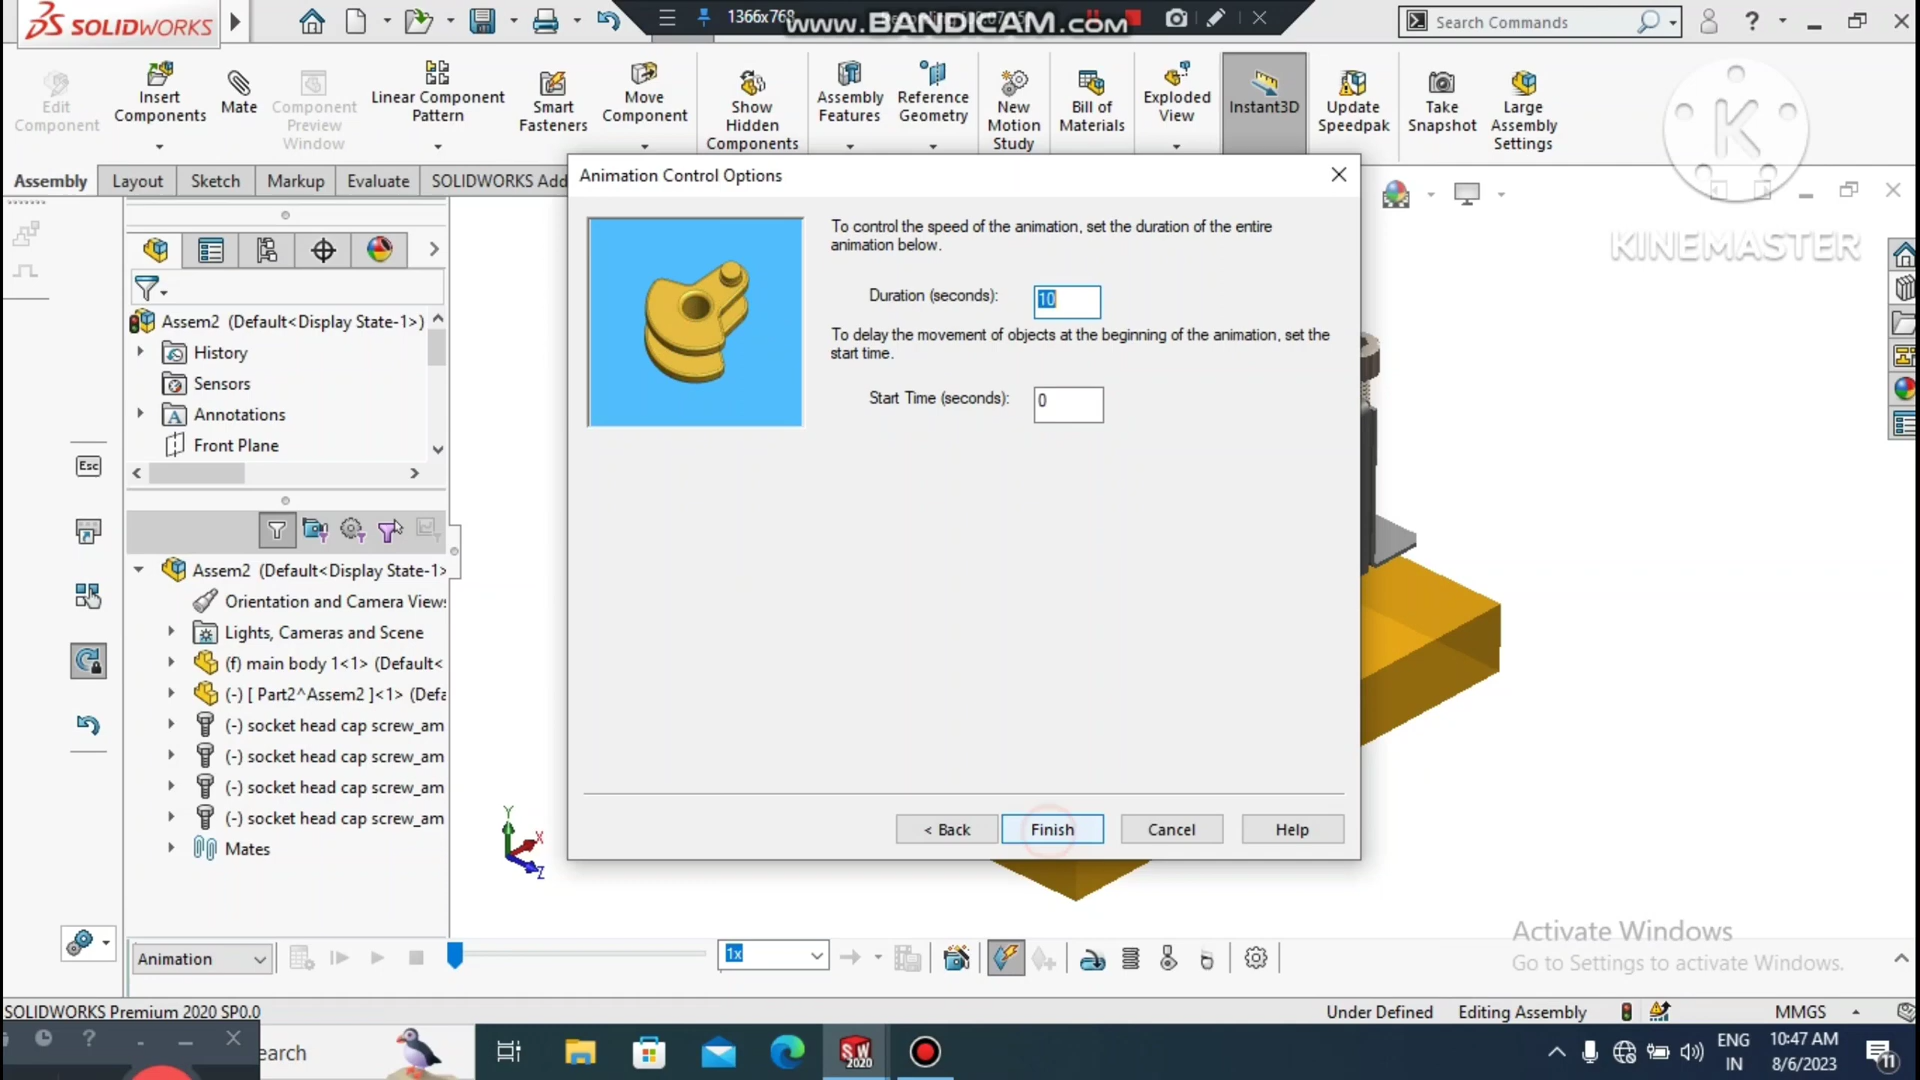 SOLIDWORKS
1366x768
www.BANDICAM.com
Search Commands
Edit Component
Insert Components
Mate
Component Preview Window
Linear Component Pattern
Smart Fasteners
Move Component
Show Hidden Components
Assembly Features
Reference Geometry
New Motion Study
Bill of Materials
Exploded View
Instant3D
Update Speedpak
Take Snapshot
Large Assembly Settings
KINEMASTER
Assembly
Layout
Sketch
Markup
Evaluate
SOLIDWORKS Add
Animation Control Options
To control the speed of the animation, set the duration of the entire
animation below.
Duration (seconds):
10
To delay the movement of objects at the beginning of the animation, set the
start time.
Start Time (seconds):
0
< Back
Finish
Cancel
Help
Assem2 (Default<Display State-1>)
History
Sensors
Annotations
Front Plane
Esc
Assem2 (Default<Display State-1>
Orientation and Camera Views
Lights, Cameras and Scene
(f) main body 1<1> (Default<
(-) [ Part2^Assem2 ]<1> (Defa
(-) socket head cap screw_am
(-) socket head cap screw_am
(-) socket head cap screw_am
(-) socket head cap screw_am
Mates
Y
X
Z
Animation
1x
Activate Windows
Go to Settings to activate Windows.
SOLIDWORKS Premium 2020 SP0.0
Under Defined
Editing Assembly
MMGS
earch
SW
2020
ENG
IN
10:47 AM
8/6/2023
11